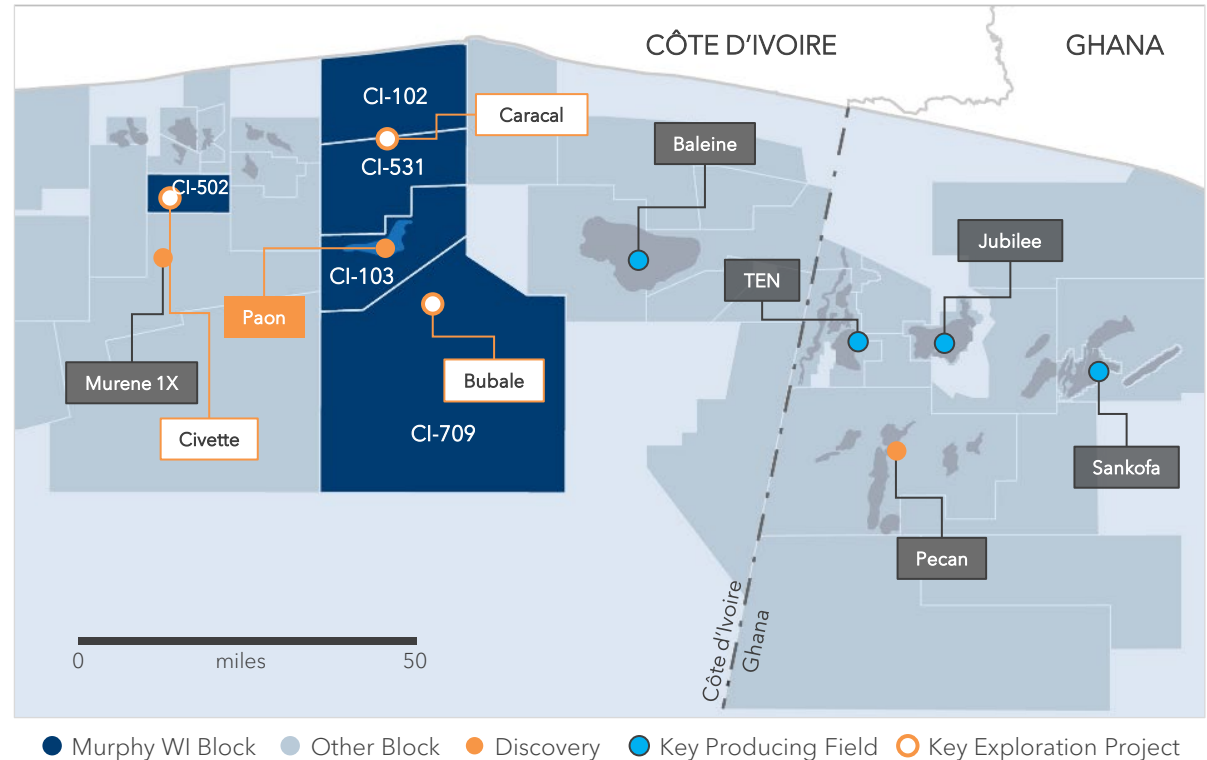 CÔTE D'IVOIRE
GHANA
CI-102
Caracal
Baleine
CI-531
CI-502
Jubilee
TEN
CI-103
Paon
Murene 1X
Bubale
Civette
CI-709
Sankofa
Pecan
Côte d'Ivoire
Ghana
0 miles 50
Murphy WI Block
Other Block
Discovery
Key Producing Field
Key Exploration Project